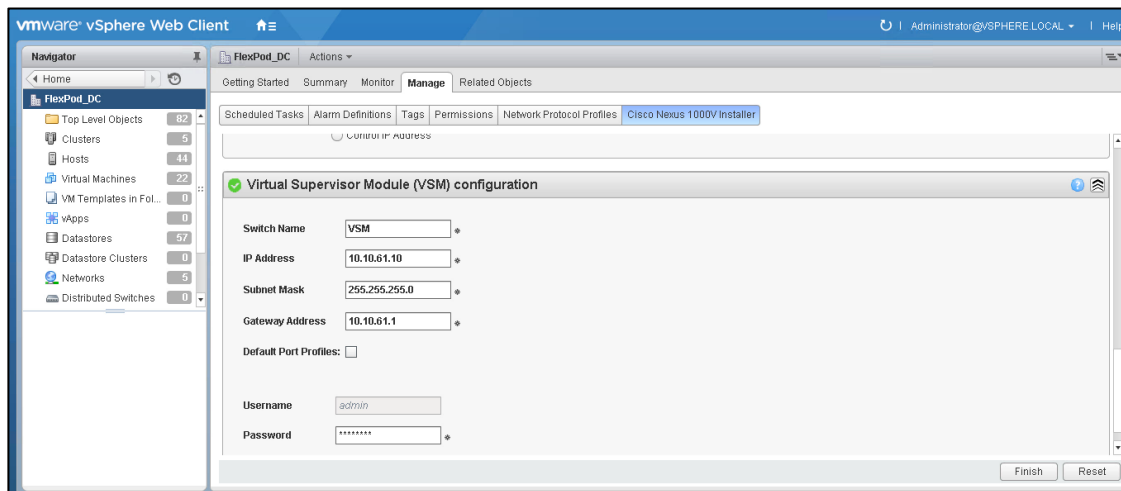 vmware® vSphere Web Client
Administrator@VSPHERE.LOCAL
Help
Navigator
Home
FlexPod_DC
Top Level Objects 82
Clusters 5
Hosts 44
Virtual Machines 22
VM Templates in Fol... 0
vApps 0
Datastores 57
Datastore Clusters 0
Networks 5
Distributed Switches 0
FlexPod_DC Actions
Getting Started Summary Monitor Manage Related Objects
Scheduled Tasks Alarm Definitions Tags Permissions Network Protocol Profiles Cisco Nexus 1000V Installer
Control IP Address
Virtual Supervisor Module (VSM) configuration
Switch Name VSM *
IP Address 10.10.61.10 *
Subnet Mask 255.255.255.0 *
Gateway Address 10.10.61.1 *
Default Port Profiles:
Username admin
Password ******** *
Finish Reset